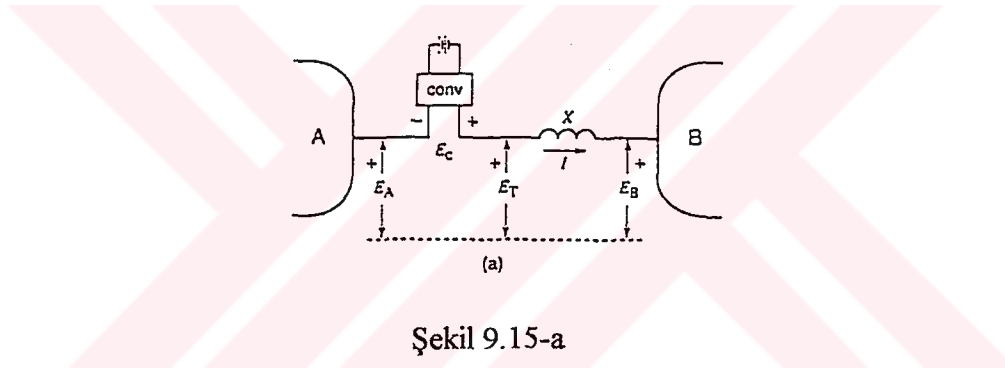 conv
− +
A
E_C
X
B
+
E_A
+
E_T
I
+
E_B
(a)
Şekil 9.15-a